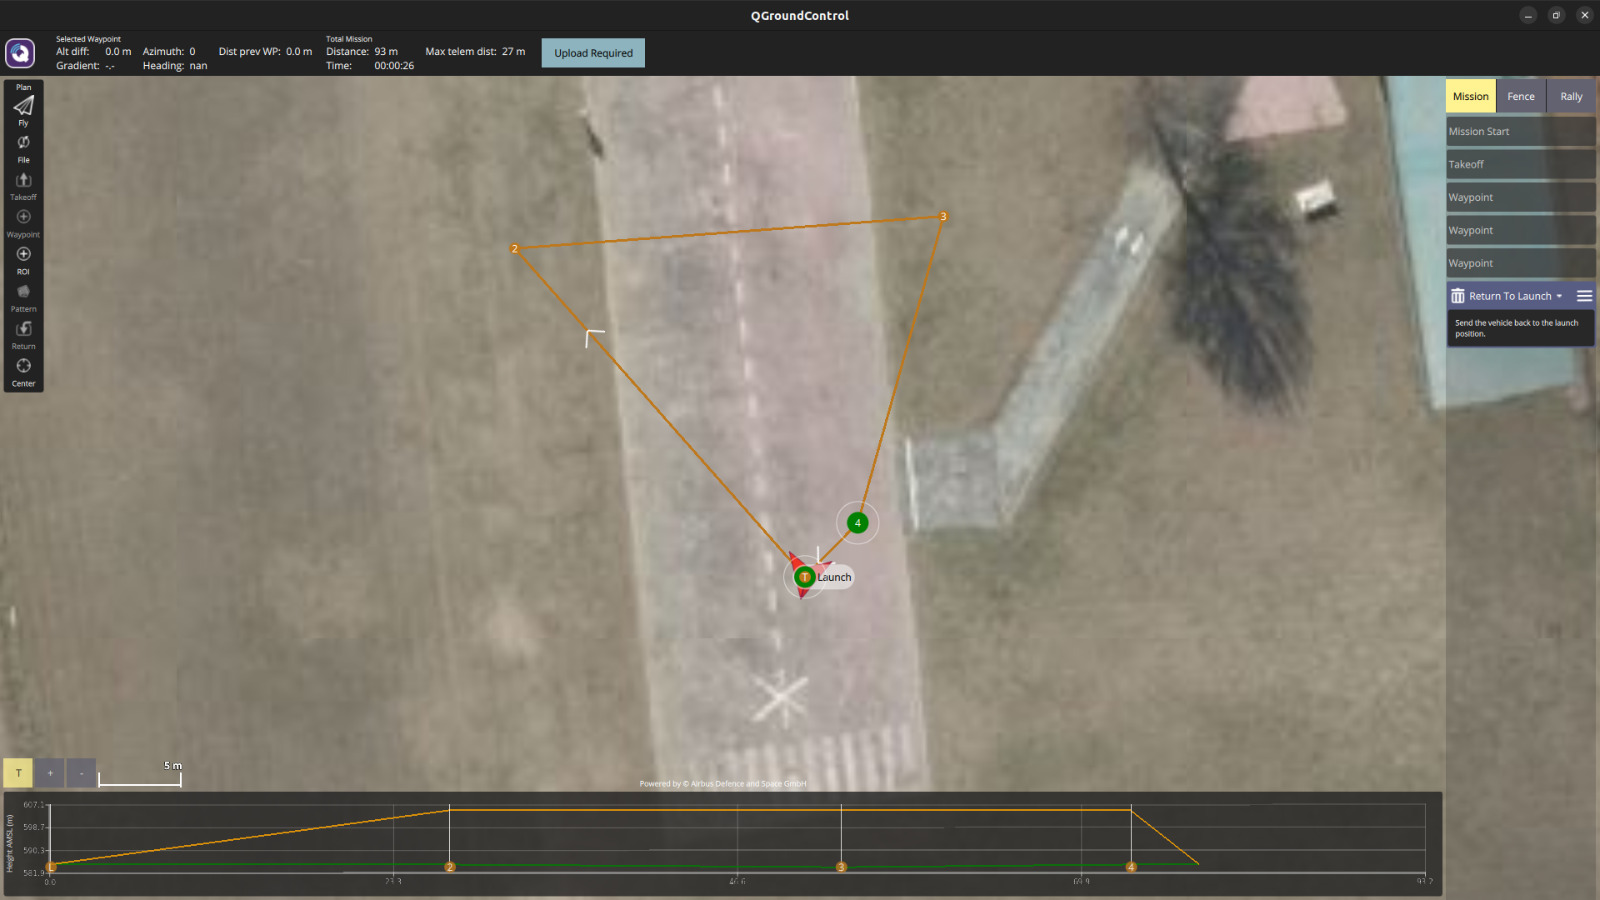 QGroundControl
Selected Waypoint
Alt diff: 0.0 m Azimuth: 0 Dist prev WP: 0.0 m
Gradient: -.- Heading: nan
Total Mission
Distance: 93 m Max telem dist: 27 m
Time: 00:00:26
Upload Required
Plan
Fly
File
Takeoff
Waypoint
ROI
Pattern
Return
Center
Mission Fence Rally
Mission Start
Takeoff
Waypoint
Waypoint
Waypoint
Return To Launch
Send the vehicle back to the launch
position.
2
3
4
T Launch
T + -
5 m
Powered by © Airbus Defence and Space GmbH
Height AMSL (m)
607.1
598.7
590.3
581.9
L 2 3 4
0.0 23.3 46.6 69.9 93.2